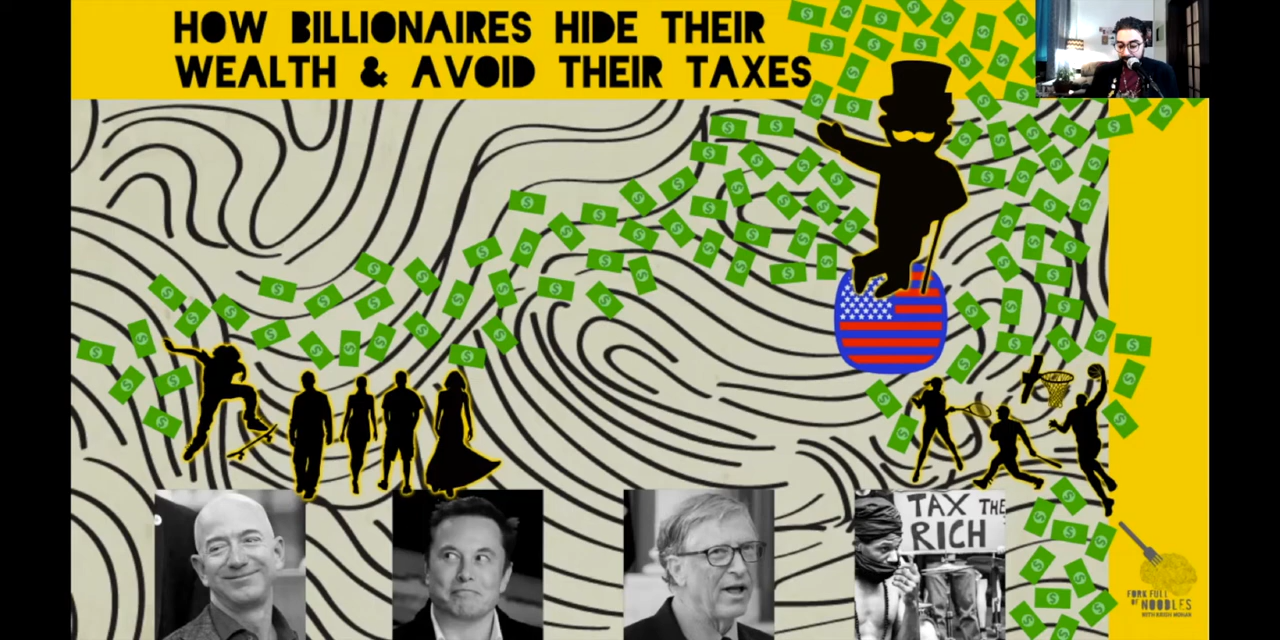 HOW BILLIONAIRES HIDE THEIR
WEALTH & AVOID THEIR TAXES
TAX THE
RICH
FORK FULL
OF NOODLES